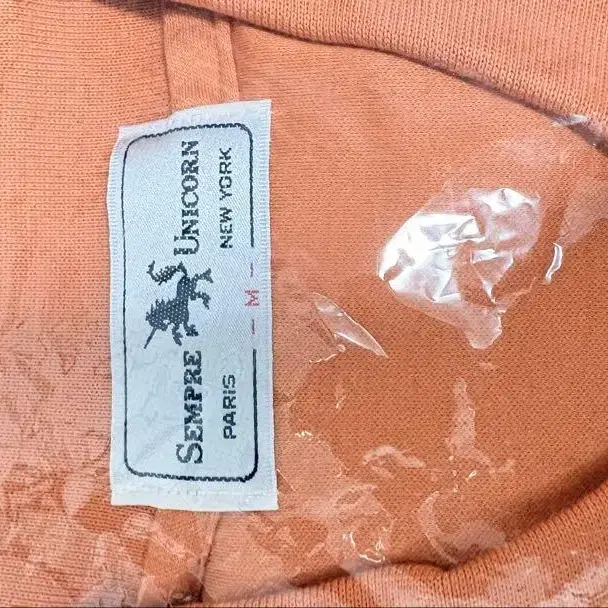 SEMPRE UNICORN
PARIS NEW YORK
- M -